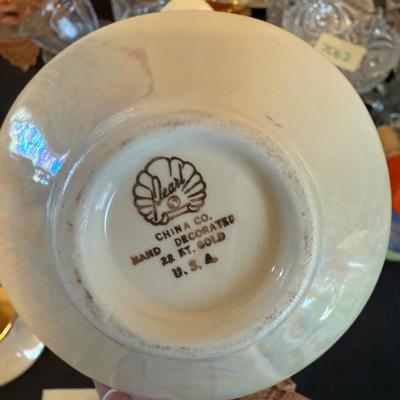 Pearl
CHINA CO.
HAND DECORATED
22 KT. GOLD
U. S. A.